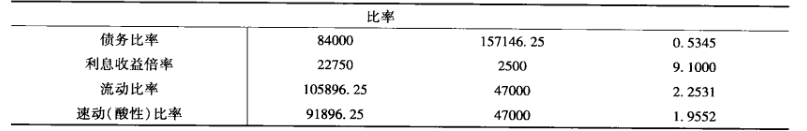 比率
债务比率 84000 157146.25 0.5345
利息收益倍率 22750 2500 9.1000
流动比率 105896.25 47000 2.2531
速动(酸性)比率 91896.25 47000 1.9552